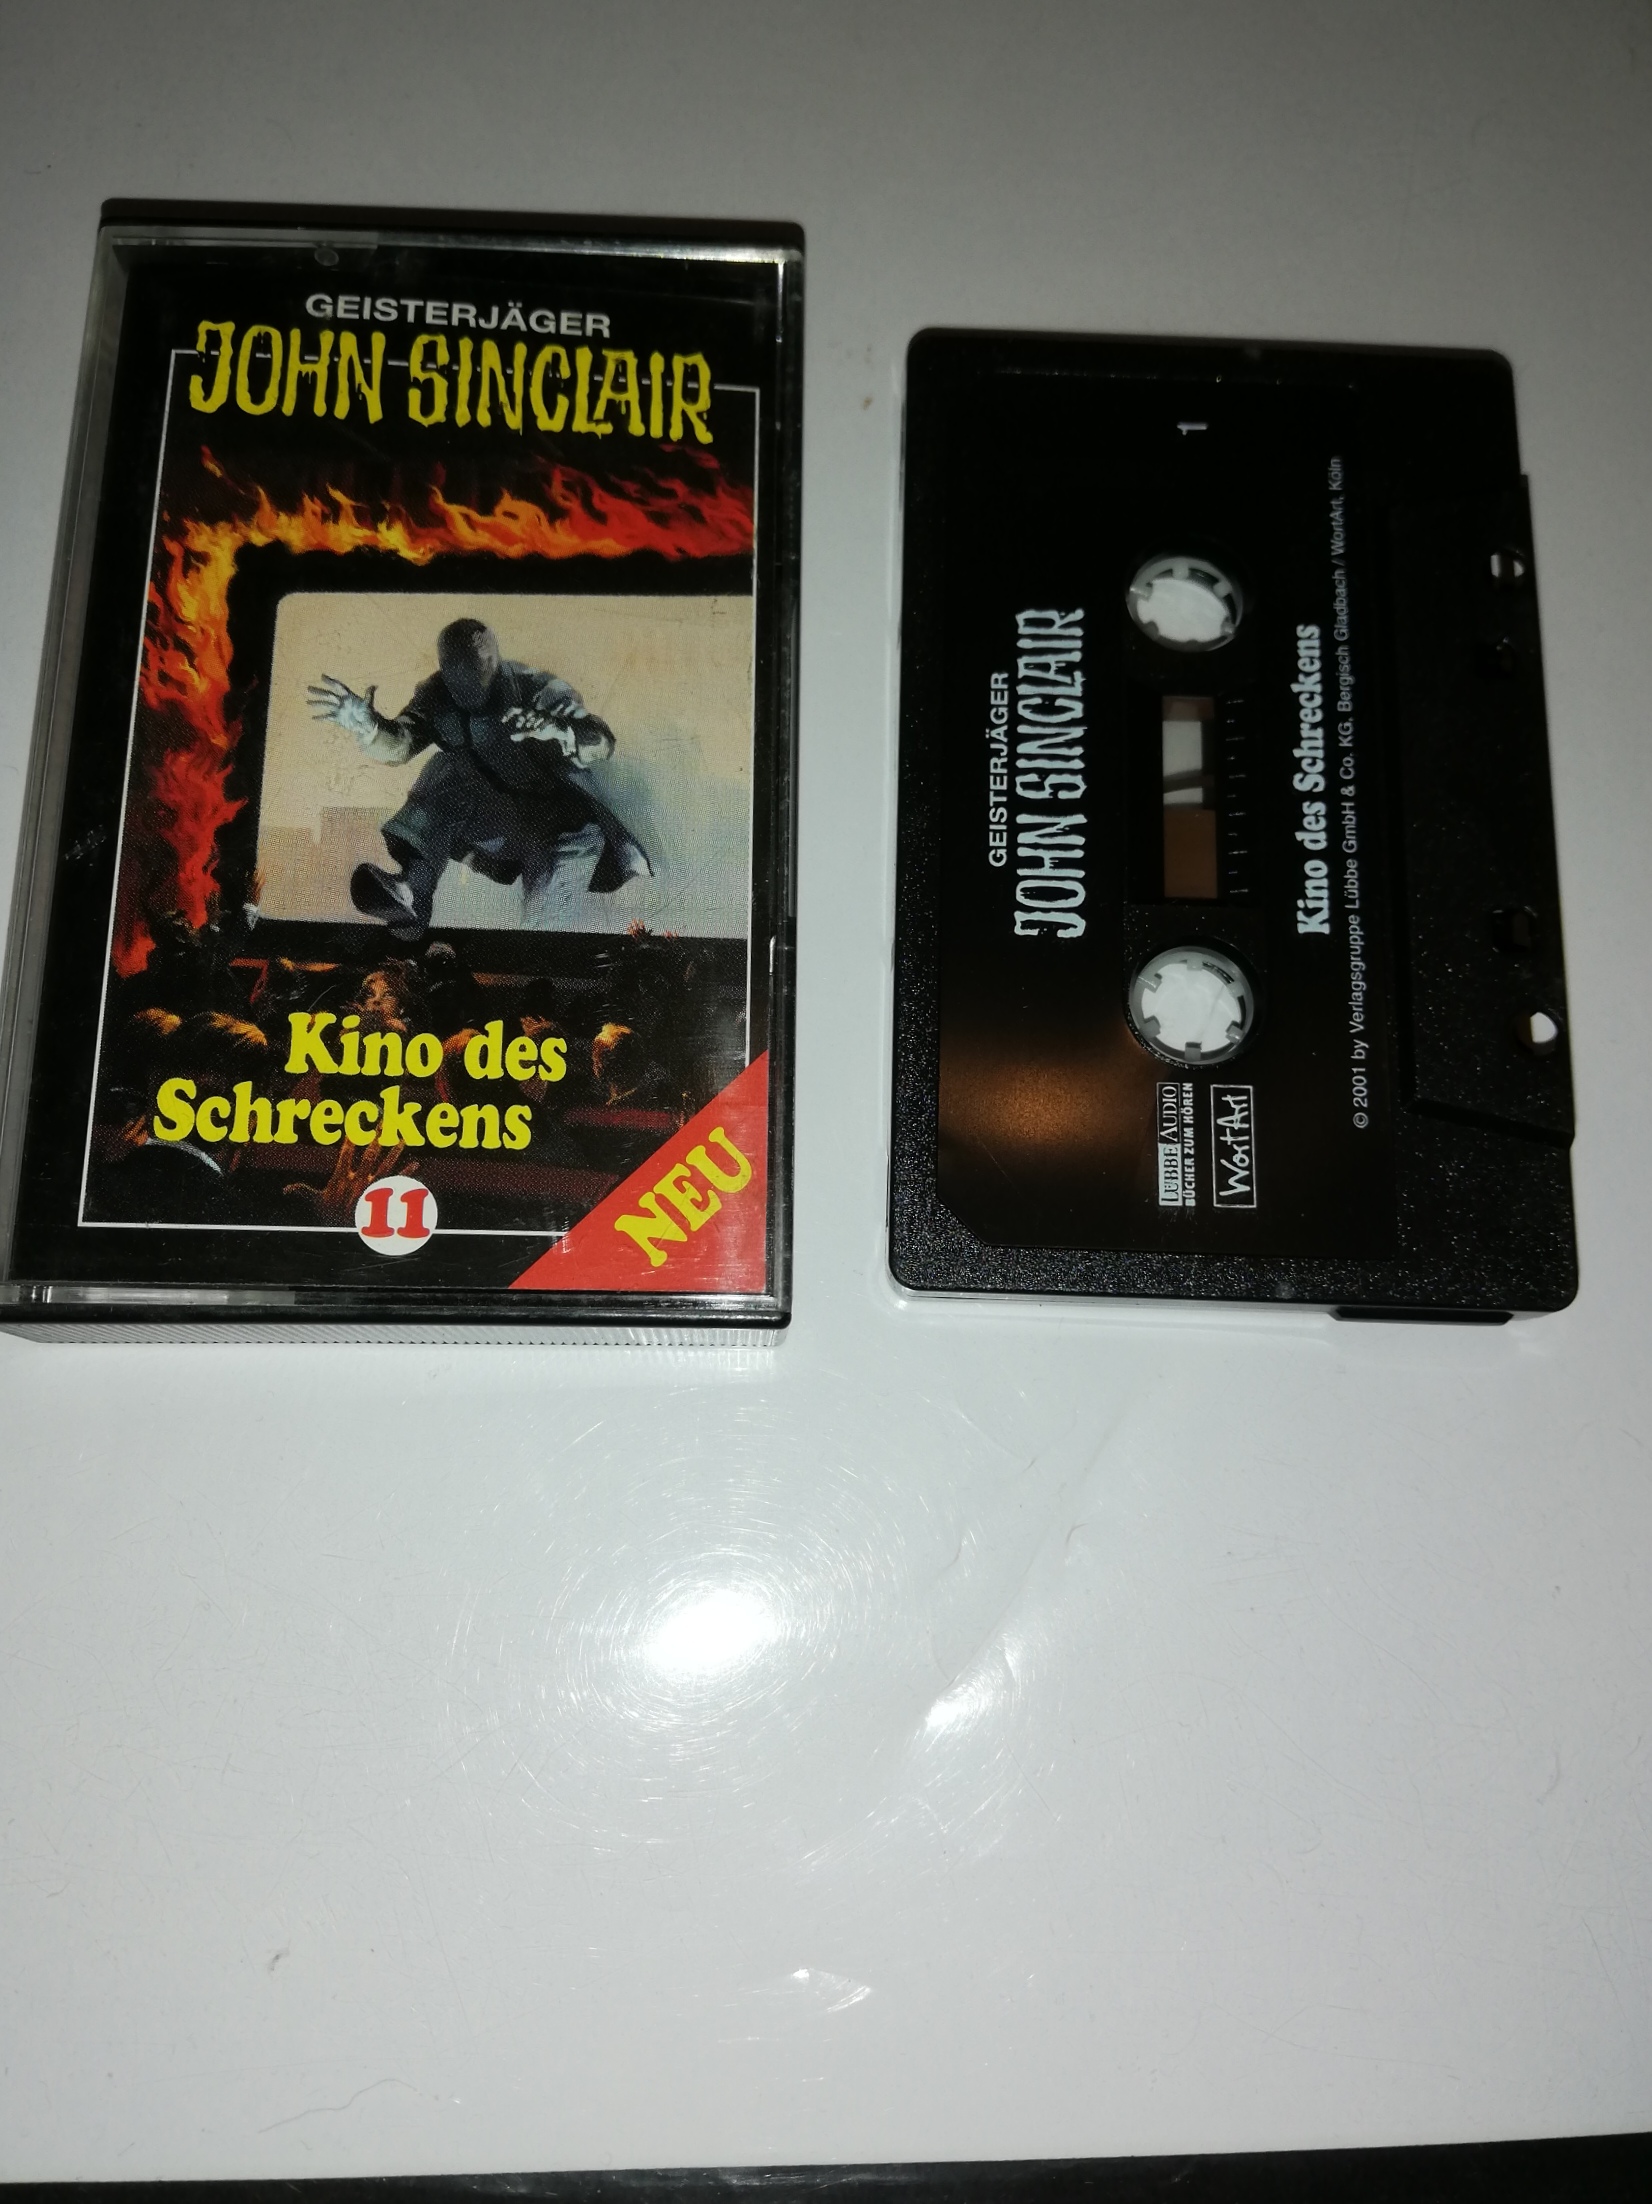 GEISTERJÄGER
JOHN SINCLAIR
Kino des
Schreckens
11
NEU
1
GEISTERJÄGER
JOHN SINCLAIR
LÜBBE AUDIO
BÜCHER ZUM HÖREN
WortArt
Kino des Schreckens
© 2001 by Verlagsgruppe Lübbe GmbH & Co. KG, Bergisch Gladbach / WortArt, Köln